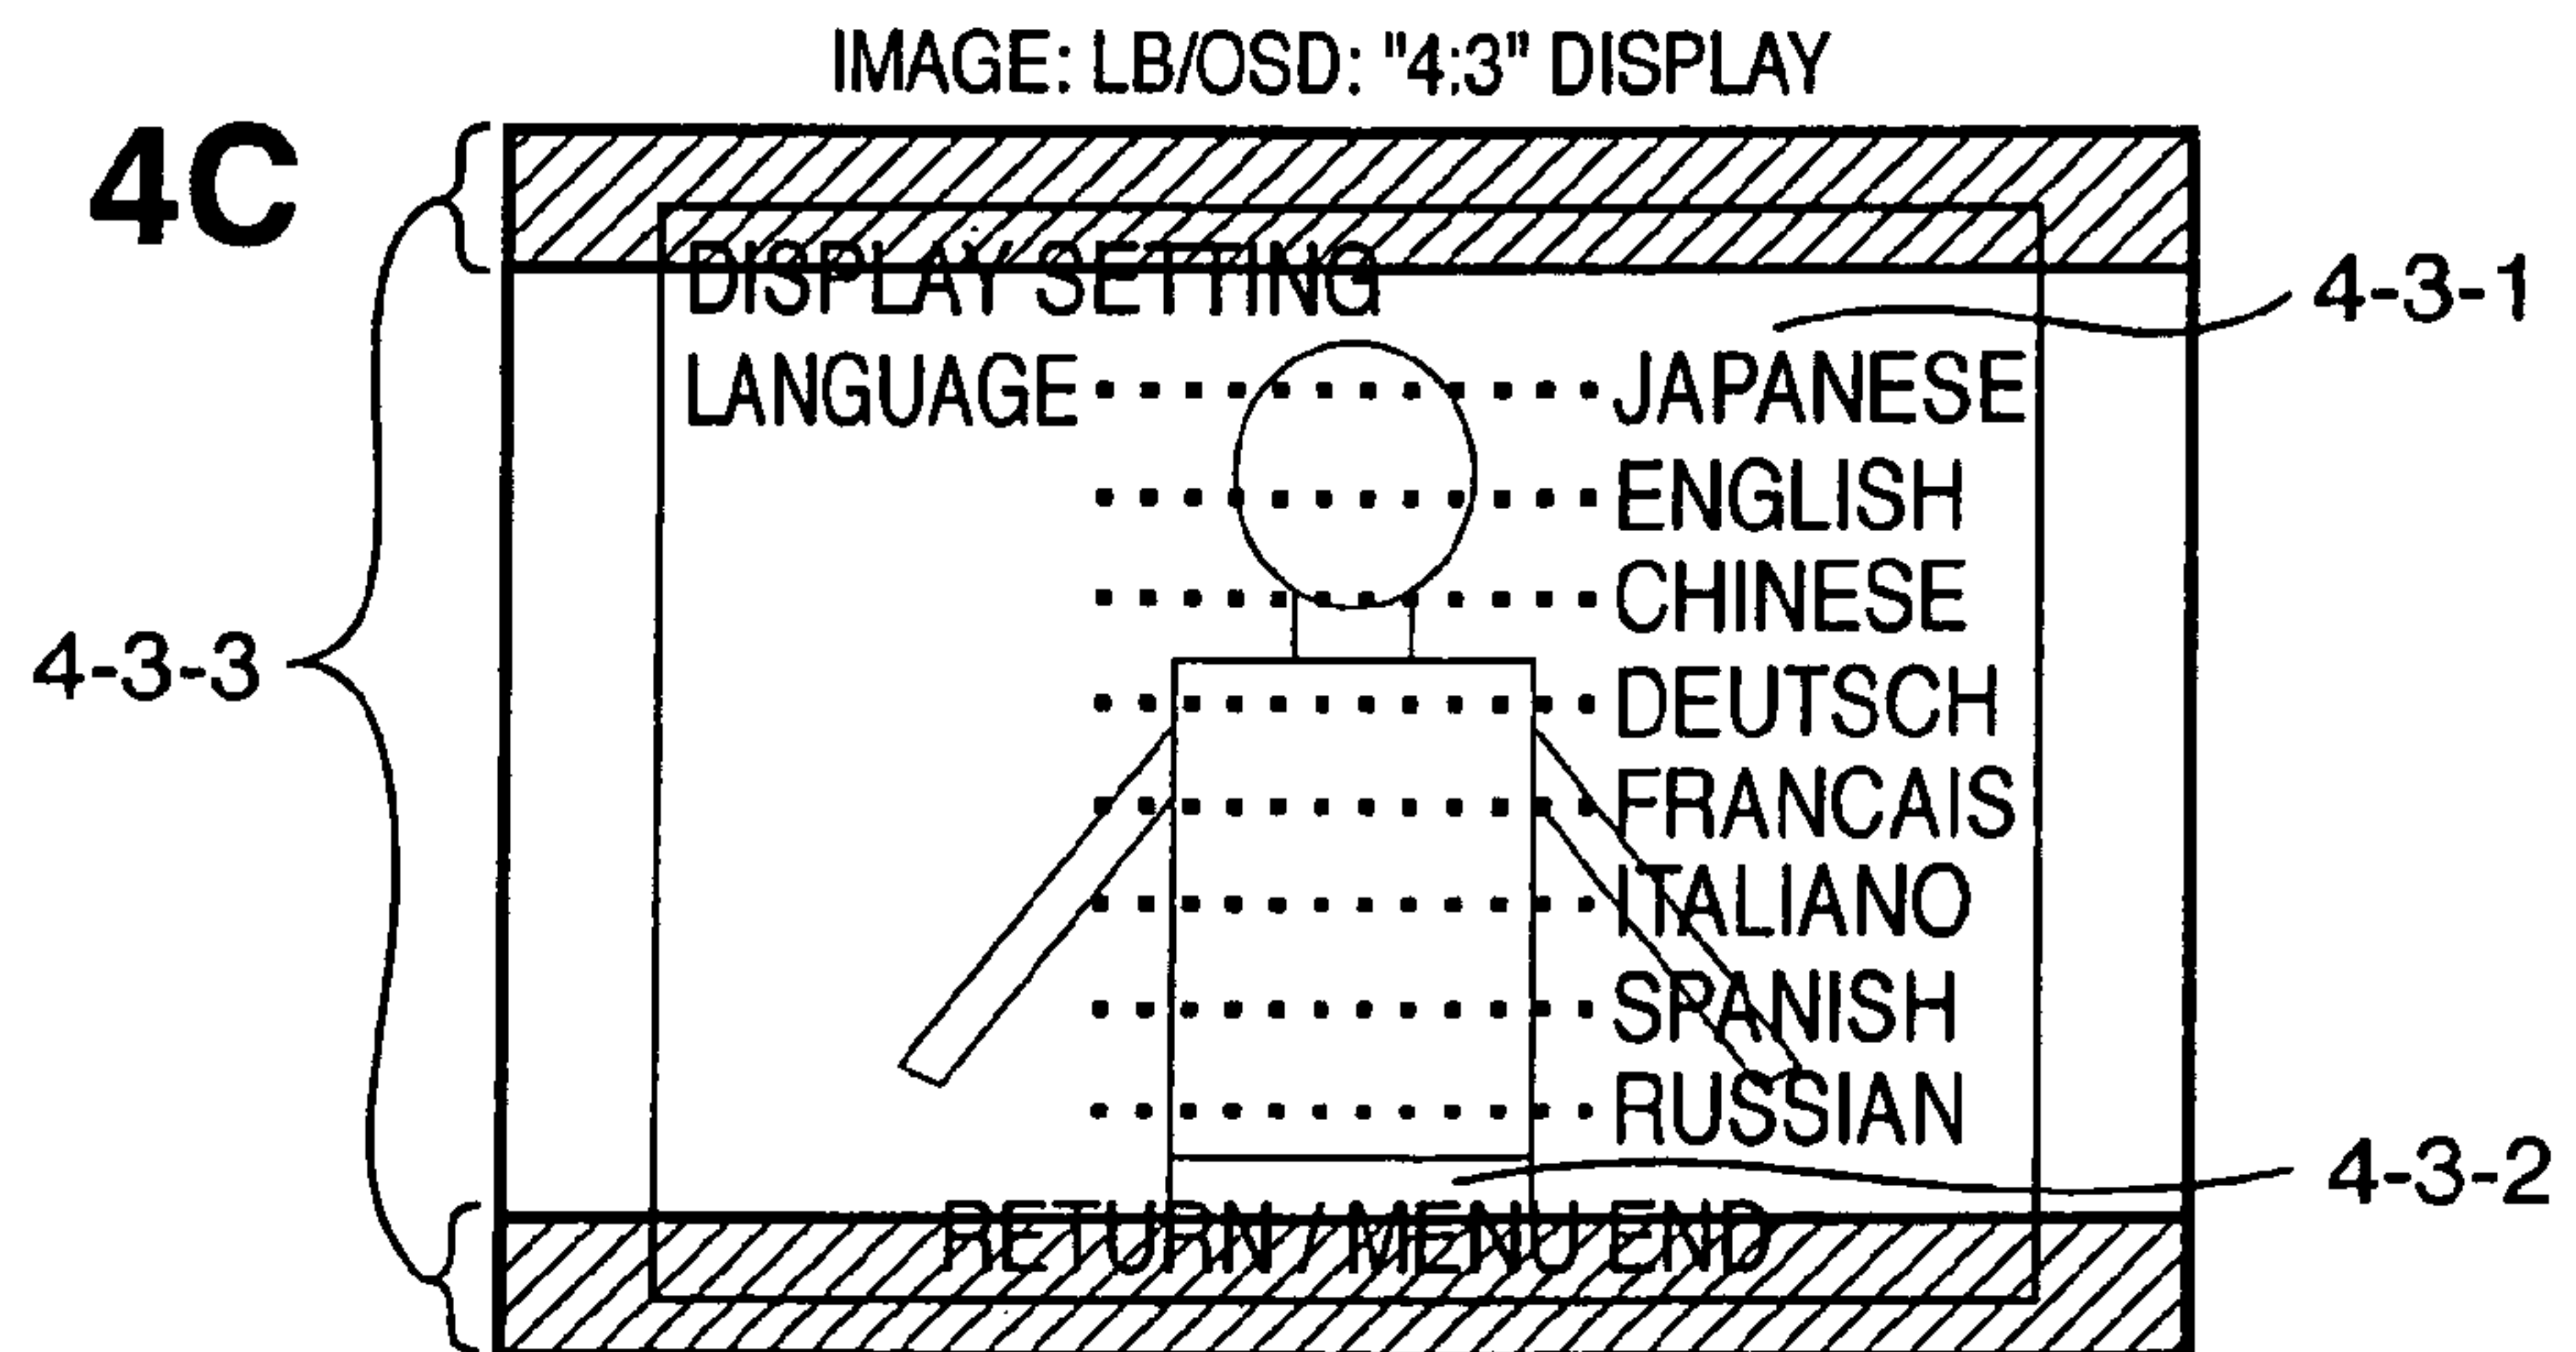 IMAGE: LB/OSD: "4:3" DISPLAY
4C
DISPLAY SETTING
4-3-1
LANGUAGE ············ JAPANESE
············ ENGLISH
············ CHINESE
4-3-3
············ DEUTSCH
············ FRANCAIS
············ ITALIANO
············ SPANISH
············ RUSSIAN
4-3-2
RETURN / MENU END